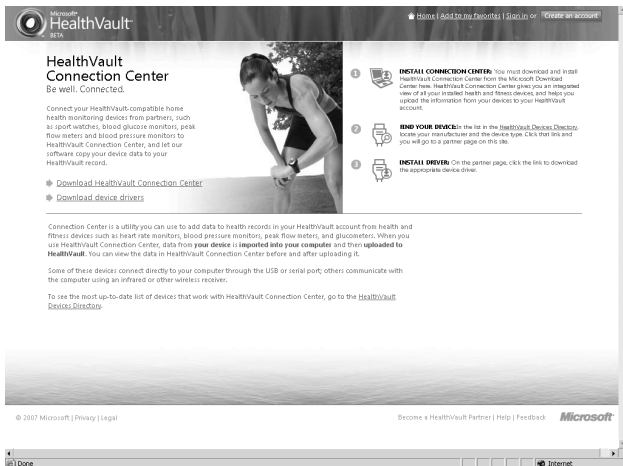 Microsoft®
HealthVault™
BETA
Home | Add to my favorites | Sign in or Create an account
HealthVault
Connection Center
Be well. Connected.
Connect your HealthVault-compatible home
health monitoring devices from partners, such
as sport watches, blood glucose monitors, peak
flow meters and blood pressure monitors to
HealthVault Connection Center, and let our
software copy your device data to your
HealthVault record.
Download HealthVault Connection Center
Download device drivers
1 INSTALL CONNECTION CENTER: You must download and install
HealthVault Connection Center from the Microsoft Download
Center here. HealthVault Connection Center gives you an integrated
view of all your installed health and fitness devices, and helps you
upload the information from your devices to your HealthVault
account.
2 FIND YOUR DEVICE:In the list in the HealthVault Devices Directory,
locate your manufacturer and the device type. Click that link and
you will go to a partner page on this site.
3 INSTALL DRIVER: On the partner page, click the link to download
the appropriate device driver.
Connection Center is a utility you can use to add data to health records in your HealthVault account from health and
fitness devices such as heart rate monitors, blood pressure monitors, peak flow meters, and glucometers. When you
use HealthVault Connection Center, data from your device is imported into your computer and then uploaded to
HealthVault. You can view the data in HealthVault Connection Center before and after uploading it.
Some of these devices connect directly to your computer through the USB or serial port; others communicate with
the computer using an infrared or other wireless receiver.
To see the most up-to-date list of devices that work with HealthVault Connection Center, go to the HealthVault
Devices Directory.
© 2007 Microsoft | Privacy | Legal
Become a HealthVault Partner | Help | Feedback Microsoft®
Done
Internet